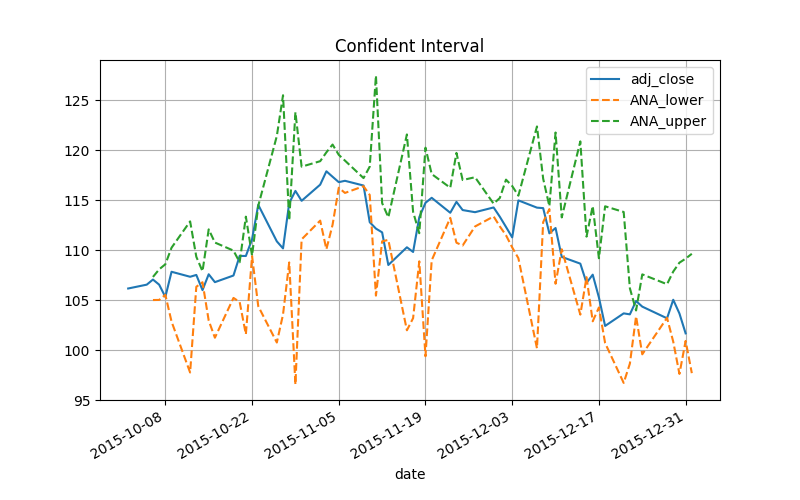 Confident Interval
adj_close
ANA_lower
ANA_upper
125
120
115
110
105
100
95
2015-10-08
2015-10-22
2015-11-05
2015-11-19
2015-12-03
2015-12-17
2015-12-31
date